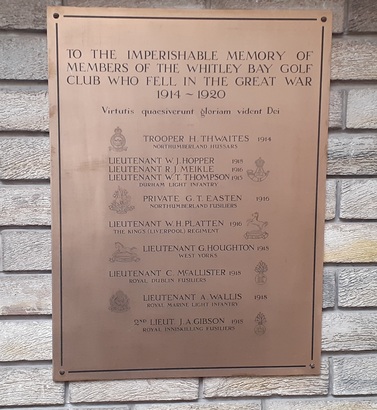 TO THE IMPERISHABLE MEMORY OF
MEMBERS OF THE WHITLEY BAY GOLF
CLUB WHO FELL IN THE GREAT WAR
1914 ~ 1920
Virtutis quaesiverunt gloriam vident Dei
TROOPER H. THWAITES 1914
NORTHUMBERLAND HUSSARS
LIEUTENANT W. J. HOPPER 1915
LIEUTENANT R. J. MEIKLE 1916
LIEUTENANT W. T. THOMPSON 1915
DURHAM LIGHT INFANTRY
PRIVATE G. T. EASTEN 1916
NORTHUMBERLAND FUSILIERS
LIEUTENANT W. H. PLATTEN 1916
THE KINGS (LIVERPOOL) REGIMENT
LIEUTENANT G. HOUGHTON 1918
WEST YORKS
LIEUTENANT C. McALLISTER 1918
ROYAL DUBLIN FUSILIERS
LIEUTENANT A. WALLIS 1918
ROYAL MARINE LIGHT INFANTRY
2ND LIEUT. J. A. GIBSON 1918
ROYAL INNISKILLING FUSILIERS